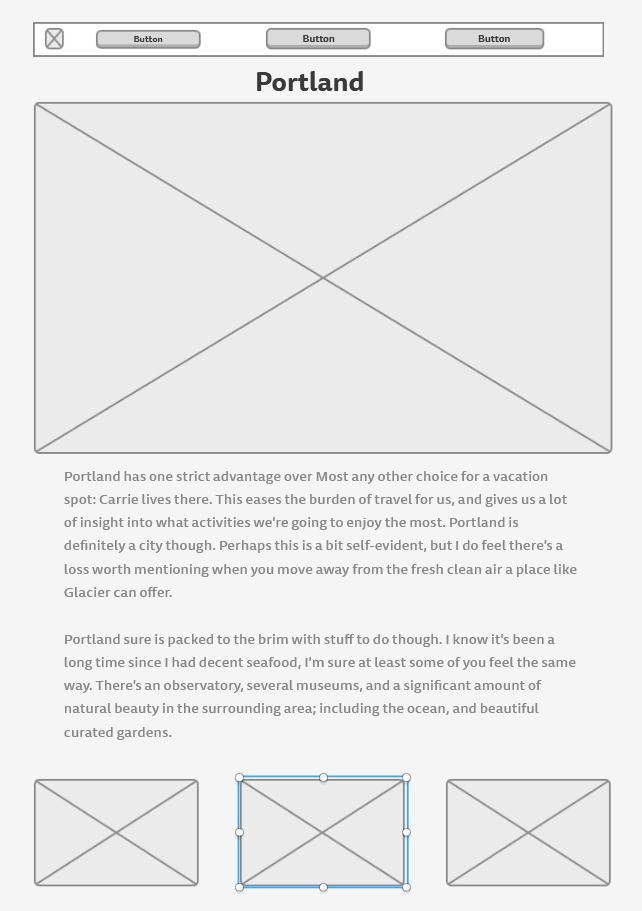 Button
Button
Button
Portland
Portland has one strict advantage over Most any other choice for a vacation
spot: Carrie lives there. This eases the burden of travel for us, and gives us a lot
of insight into what activities we're going to enjoy the most. Portland is
definitely a city though. Perhaps this is a bit self-evident, but I do feel there's a
loss worth mentioning when you move away from the fresh clean air a place like
Glacier can offer.
Portland sure is packed to the brim with stuff to do though. I know it's been a
long time since I had decent seafood, I'm sure at least some of you feel the same
way. There's an observatory, several museums, and a significant amount of
natural beauty in the surrounding area; including the ocean, and beautiful
curated gardens.